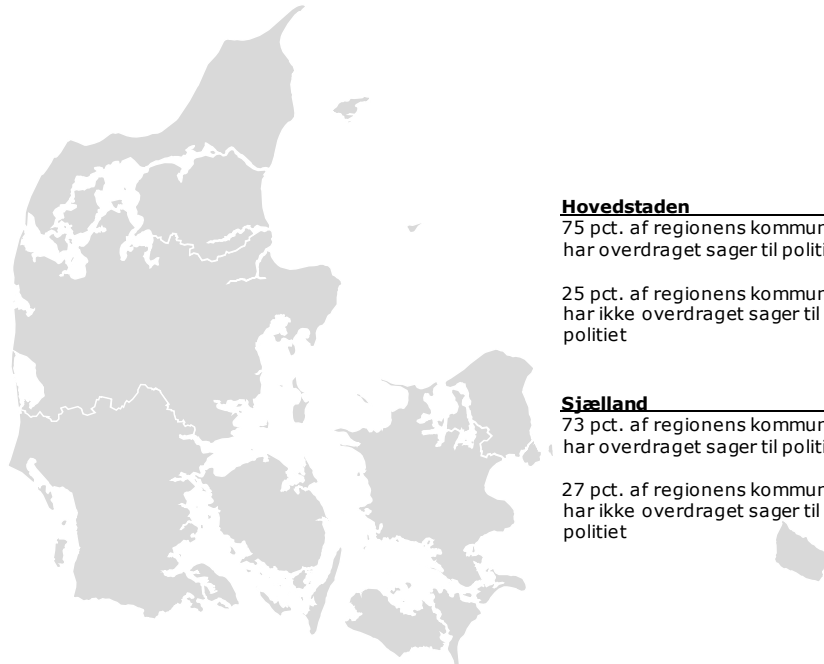 Hovedstaden
75 pct. af regionens kommun
har overdraget sager til politi
25 pct. af regionens kommun
har ikke overdraget sager til
politiet
Sjælland
73 pct. af regionens kommun
har overdraget sager til politi
27 pct. af regionens kommun
har ikke overdraget sager til
politiet